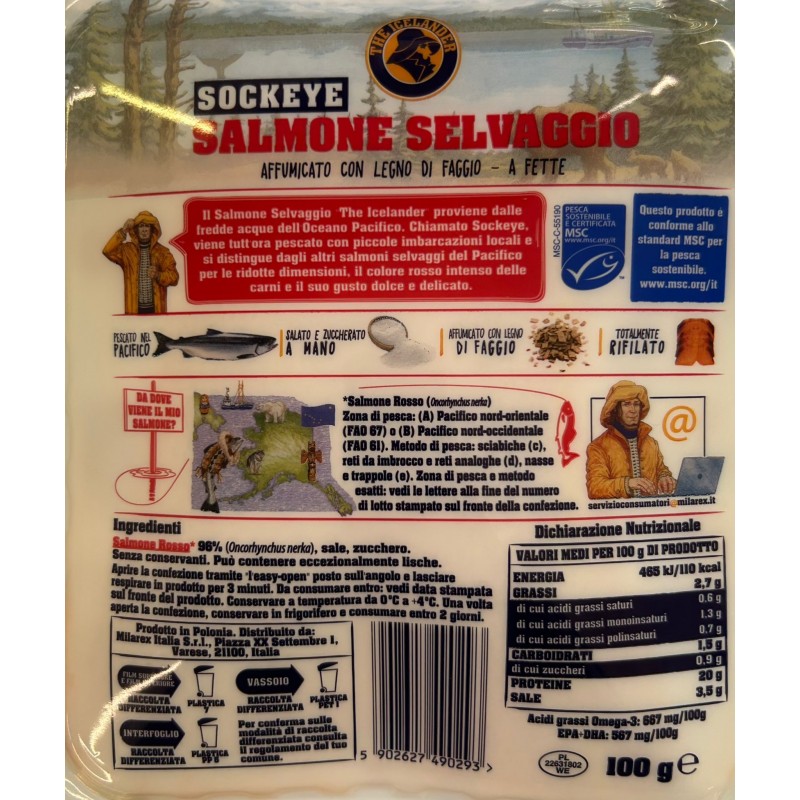 THE ICELANDER
SOCKEYE
SALMONE SELVAGGIO
AFFUMICATO CON LEGNO DI FAGGIO - A FETTE
Il Salmone Selvaggio The Icelander proviene dalle
fredde acque dell Oceano Pacifico. Chiamato Sockeye,
viene tutt'ora pescato con piccole imbarcazioni locali e
si distingue dagli altri salmoni selvaggi del Pacifico
per le ridotte dimensioni, il colore rosso intenso delle
carni e il suo gusto dolce e delicato.
MSC-C-55190
PESCA
SOSTENIBILE
E CERTIFICATA
MSC
www.msc.org/it
Questo prodotto è
conforme allo
standard MSC per
la pesca
sostenibile.
www.msc.org/it
PESCATO NEL
PACIFICO
SALATO E ZUCCHERATO
A MANO
AFFUMICATO CON LEGNO
DI FAGGIO
TOTALMENTE
RIFILATO
DA DOVE
VIENE IL MIO
SALMONE?
*Salmone Rosso (Oncorhynchus nerka)
Zona di pesca: (A) Pacifico nord-orientale
(FAO 67) o (B) Pacifico nord-occidentale
(FAO 61). Metodo di pesca: sciabiche (c),
reti da imbrocco e reti analoghe (d), nasse
e trappole (e). Zona di pesca e metodo
esatti: vedi le lettere alla fine del numero
di lotto stampato sul fronte della confezione.
@
servizioconsumatori@milarex.it
Ingredienti
Salmone Rosso* 96% (Oncorhynchus nerka), sale, zucchero.
Senza conservanti. Può contenere eccezionalmente lische.
Aprire la confezione tramite 'l'easy-open' posto sull'angolo e lasciare
respirare in prodotto per 3 minuti. Da consumare entro: vedi data stampata
sul fronte del prodotto. Conservare a temperatura da 0°C a +4°C. Una volta
aperta la confezione, conservare in frigorifero e consumare entro 2 giorni.
Prodotto in Polonia. Distribuito da:
Milarex Italia S.r.l., Piazza XX Settembre 1,
Varese, 21100, Italia
FILM SUPERIORE
E FILM INFERIORE
RACCOLTA
DIFFERENZIATA
PLASTICA
7
VASSOIO
RACCOLTA
DIFFERENZIATA
PLASTICA
PET 1
INTERFOGLIO
RACCOLTA
DIFFERENZIATA
PLASTICA
PP 5
Per conferma sulle
modalità di raccolta
differenziata consulta
il regolamento del tuo
comune.
5 902627 490293 >
Dichiarazione Nutrizionale
VALORI MEDI PER 100 g DI PRODOTTO
ENERGIA 465 kJ/110 kcal
GRASSI 2,7 g
di cui acidi grassi saturi 0.6 g
di cui acidi grassi monoinsaturi 1.3 g
di cui acidi grassi polinsaturi 0.7 g
CARBOIDRATI 1,5 g
di cui zuccheri 0.9 g
PROTEINE 20 g
SALE 3,5 g
Acidi grassi Omega-3: 667 mg/100g
EPA+DHA: 567 mg/100g
PL
22631802
WE
100 g e